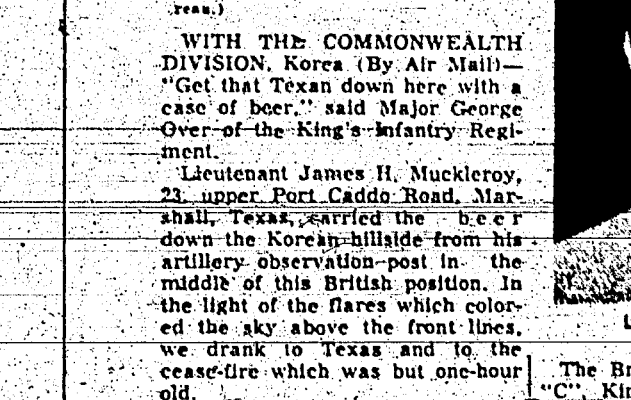 reau.)
WITH THE COMMONWEALTH
DIVISION, Korea (By Air Mail)—
"Get that Texan down here with a
case of beer," said Major George
Over of the King's Infantry Regi-
ment.
Lieutenant James H. Muckleroy,
23, upper Port Caddo Road, Mar-
shall, Texas, carried the beer
down the Korean hillside from his
artillery observation post in the
middle of this British position. In
the light of the flares which color-
ed the sky above the front lines,
we drank to Texas and to the
cease-fire which was but one-hour
old.
The Br
"C", Kin